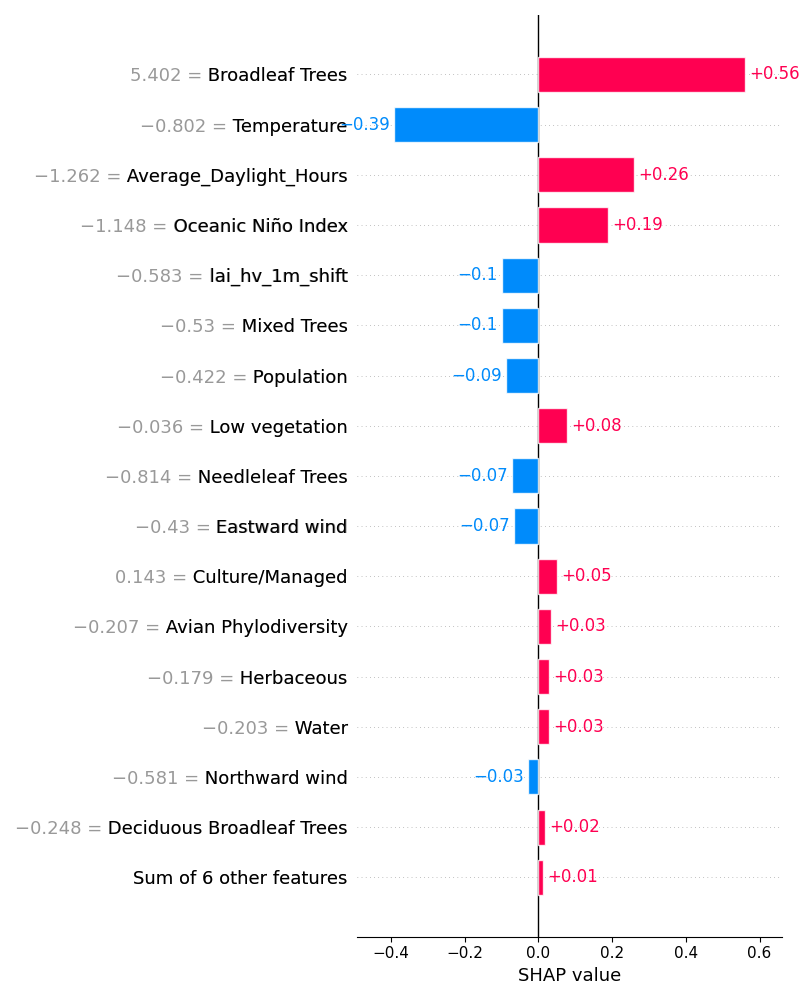 5.402 = Broadleaf Trees +0.56
−0.802 = Temperature −0.39
−1.262 = Average_Daylight_Hours +0.26
−1.148 = Oceanic Niño Index +0.19
−0.583 = lai_hv_1m_shift −0.1
−0.53 = Mixed Trees −0.1
−0.422 = Population −0.09
−0.036 = Low vegetation +0.08
−0.814 = Needleleaf Trees −0.07
−0.43 = Eastward wind −0.07
0.143 = Culture/Managed +0.05
−0.207 = Avian Phylodiversity +0.03
−0.179 = Herbaceous +0.03
−0.203 = Water +0.03
−0.581 = Northward wind −0.03
−0.248 = Deciduous Broadleaf Trees +0.02
Sum of 6 other features +0.01
−0.4 −0.2 0.0 0.2 0.4 0.6
SHAP value